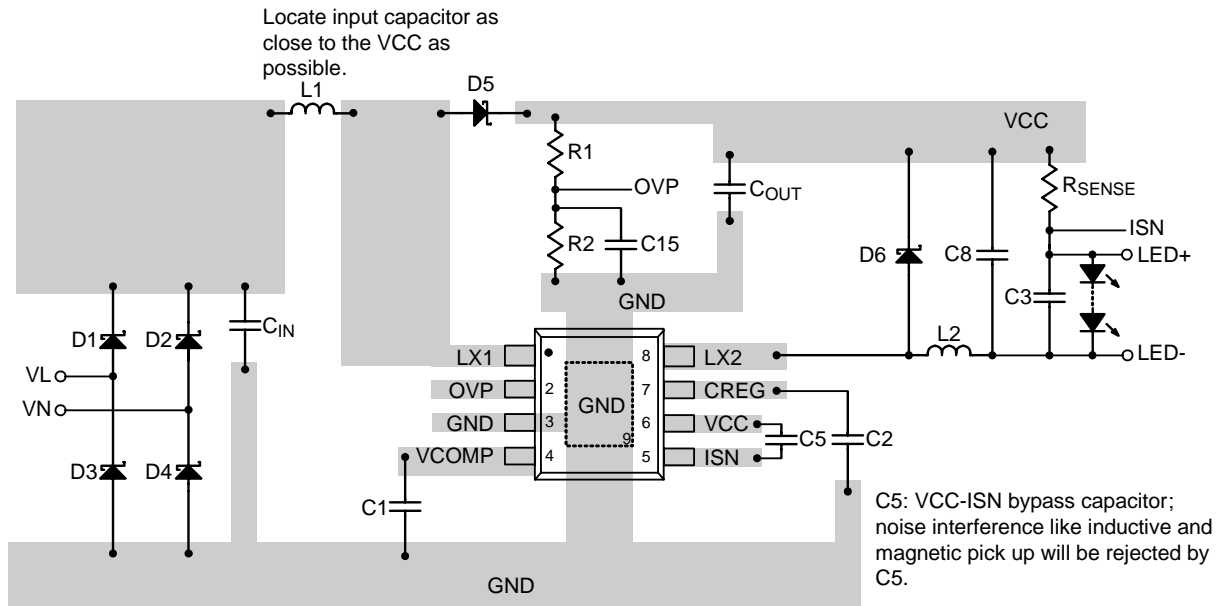 Locate input capacitor as
close to the VCC as
possible.
L1
D5
VCC
R1
OVP
COUT
RSENSE
R2
C15
D6
C8
ISN
LED+
C3
GND
CIN
D1
D2
L2
LED-
LX1
8
LX2
VL
OVP
2
7
CREG
VN
GND
GND
3
6
VCC
C5
C2
9
VCOMP
4
5
ISN
D3
D4
C1
C5: VCC-ISN bypass capacitor;
noise interference like inductive and
magnetic pick up will be rejected by
C5.
GND